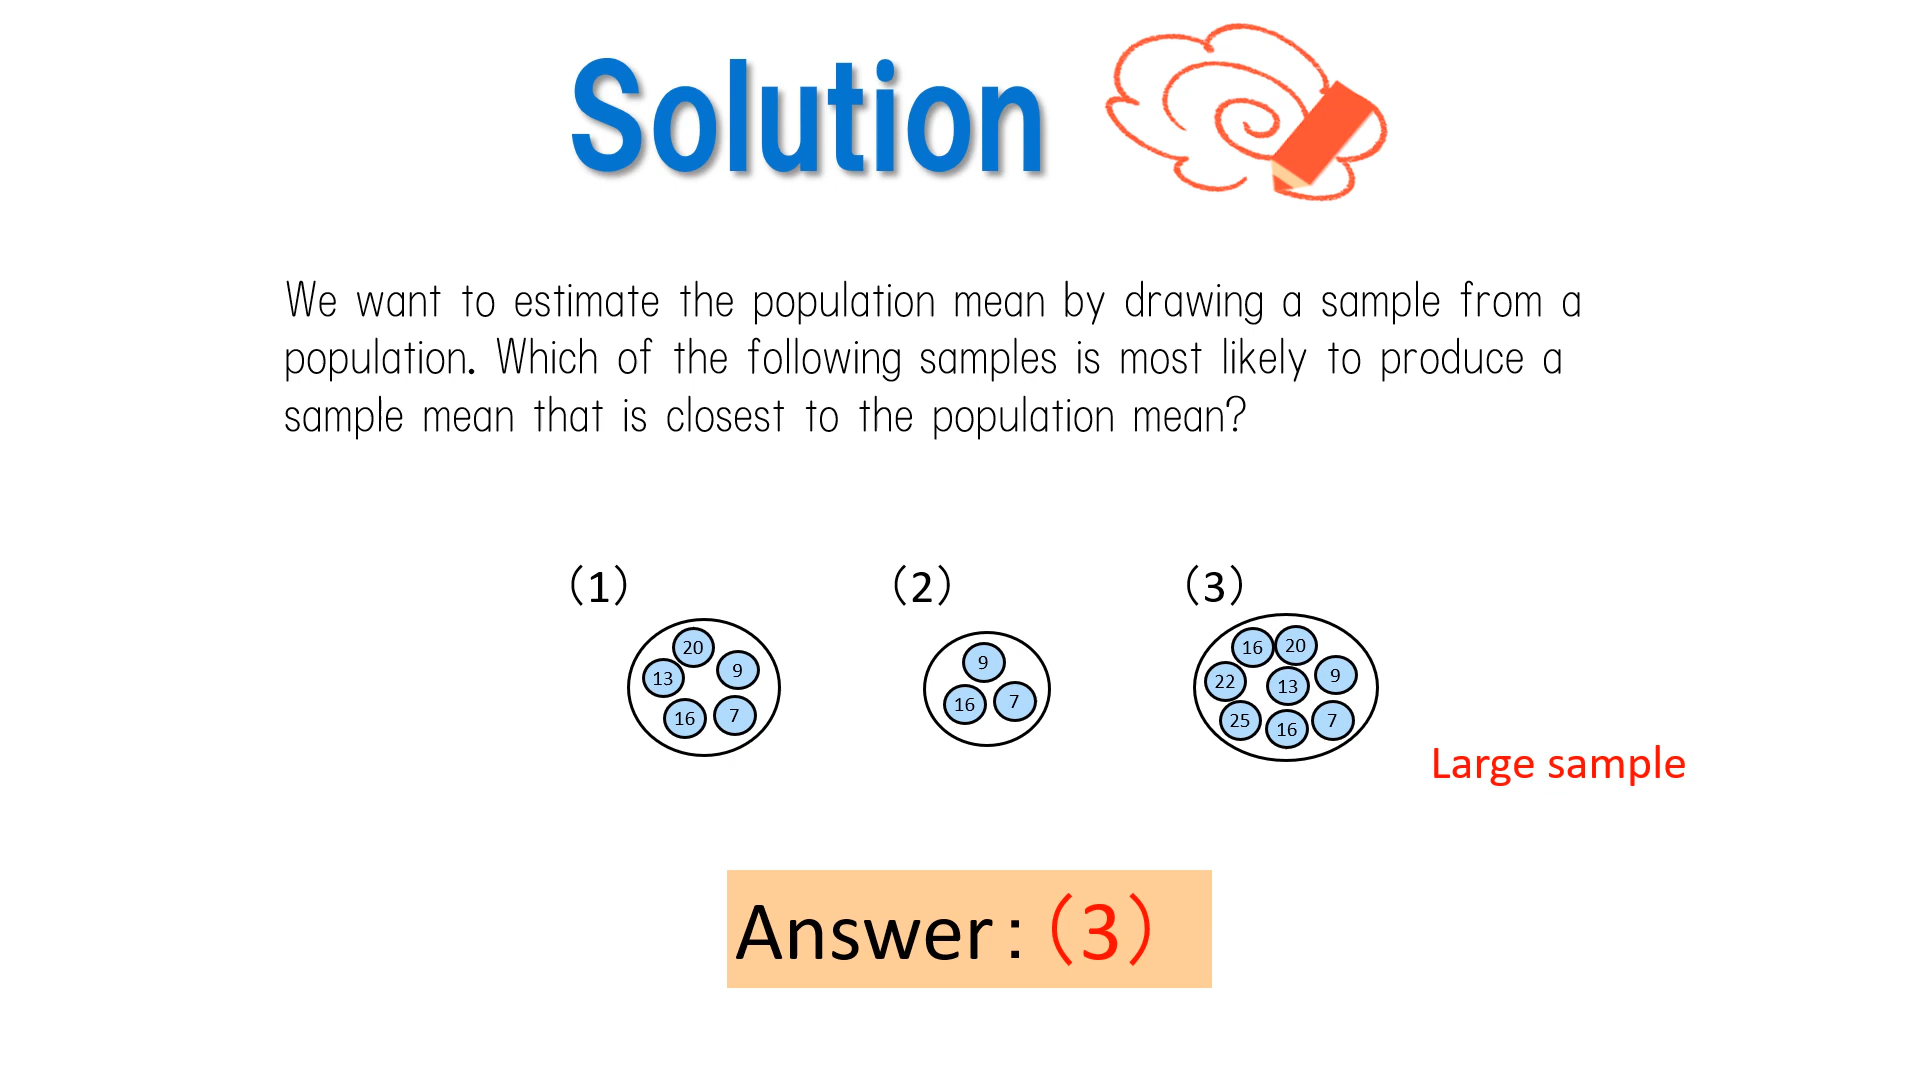 Solution
We want to estimate the population mean by drawing a sample from a
population. Which of the following samples is most likely to produce a
sample mean that is closest to the population mean?
(1) (2) (3)
20 13 9 16 7
9 16 7
16 20 22 13 9 25 16 7
Large sample
Answer:(3)